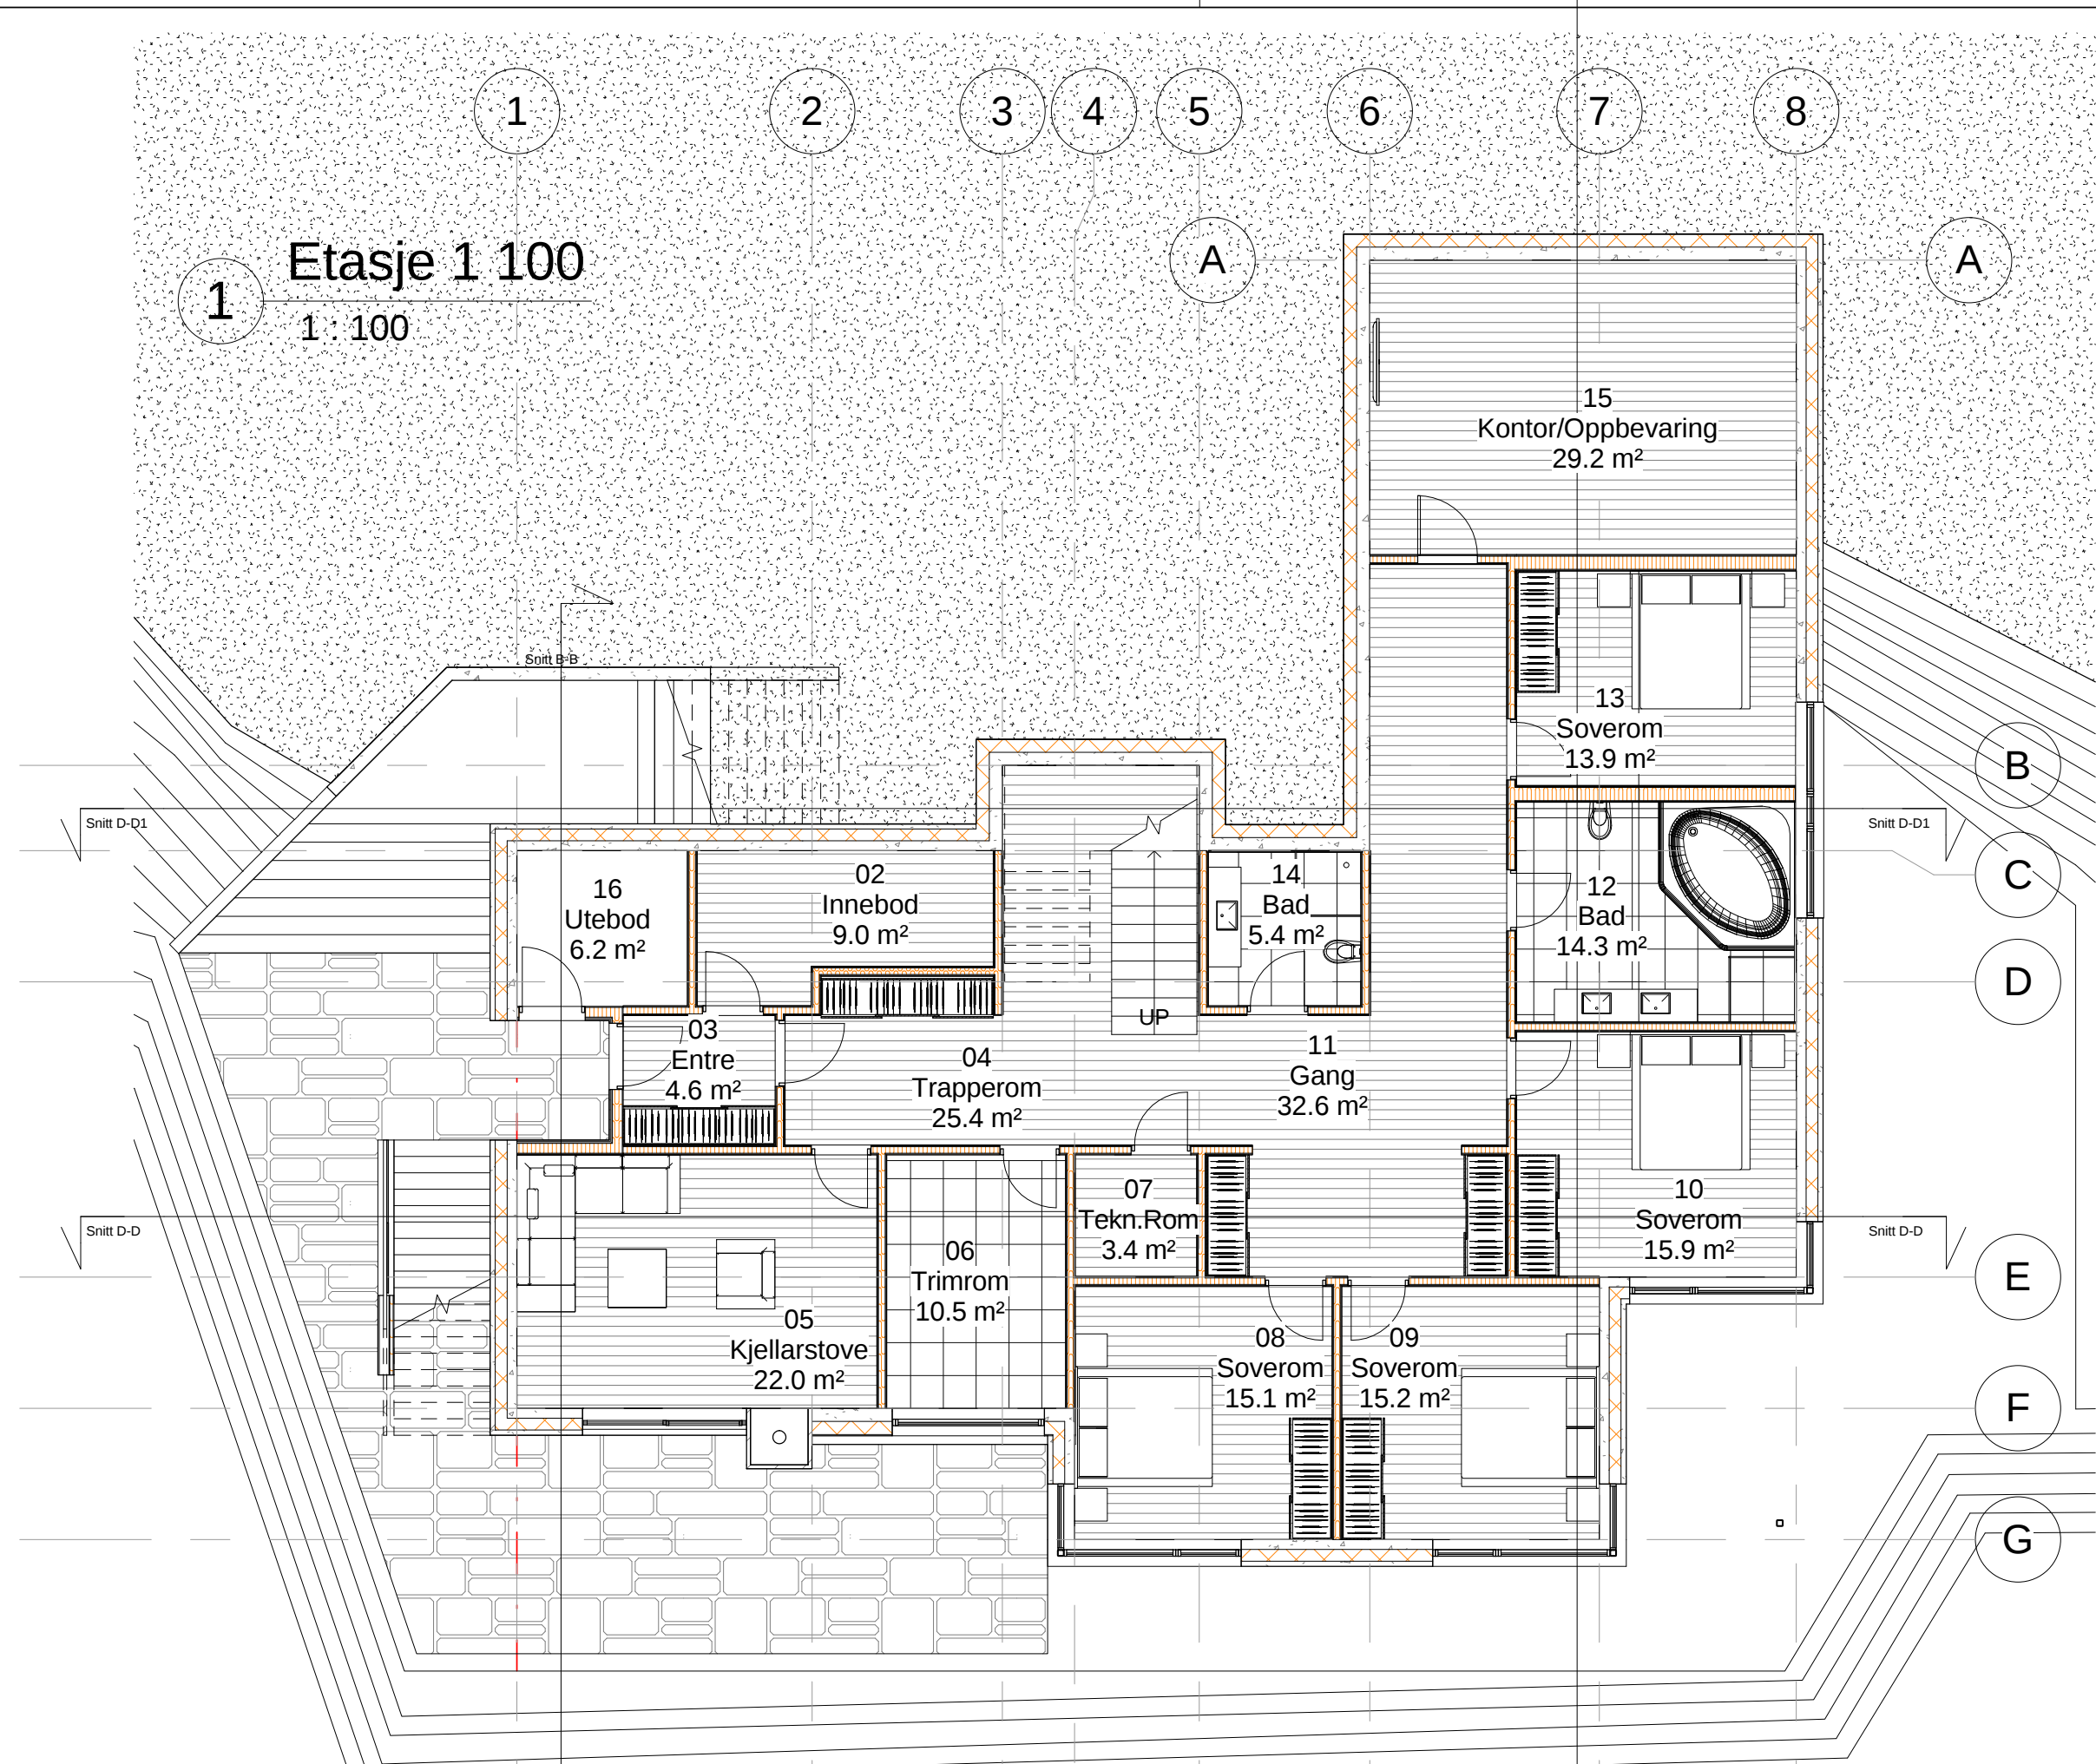 1 2 3 4 5 6 7 8
A A
1 Etasje 1 100
1 : 100
15
Kontor/Oppbevaring
29.2 m²
Snitt B-B
13
Soverom
13.9 m²
B
Snitt D-D1
Snitt D-D1
C
16
Utebod
6.2 m²
02
Innebod
9.0 m²
14
Bad
5.4 m²
12
Bad
14.3 m²
D
UP
03
Entre
4.6 m²
04
Trapperom
25.4 m²
11
Gang
32.6 m²
07
Tekn.Rom
3.4 m²
10
Soverom
15.9 m²
Snitt D-D
Snitt D-D
E
06
Trimrom
10.5 m²
05
Kjellarstove
22.0 m²
08
Soverom
15.1 m²
09
Soverom
15.2 m²
F
G